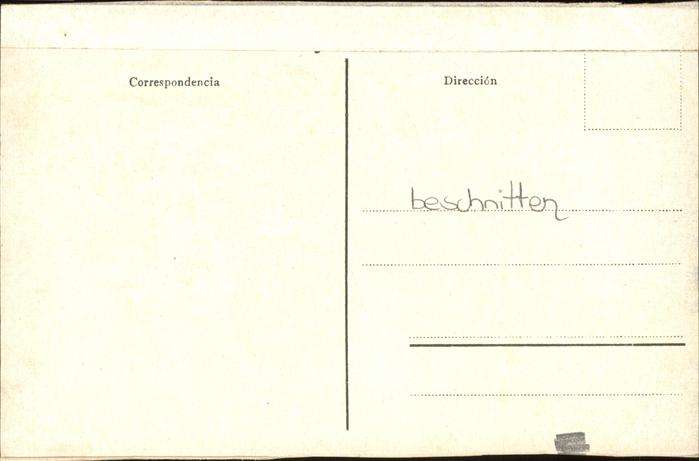 Correspondencia
Dirección
beschnitten